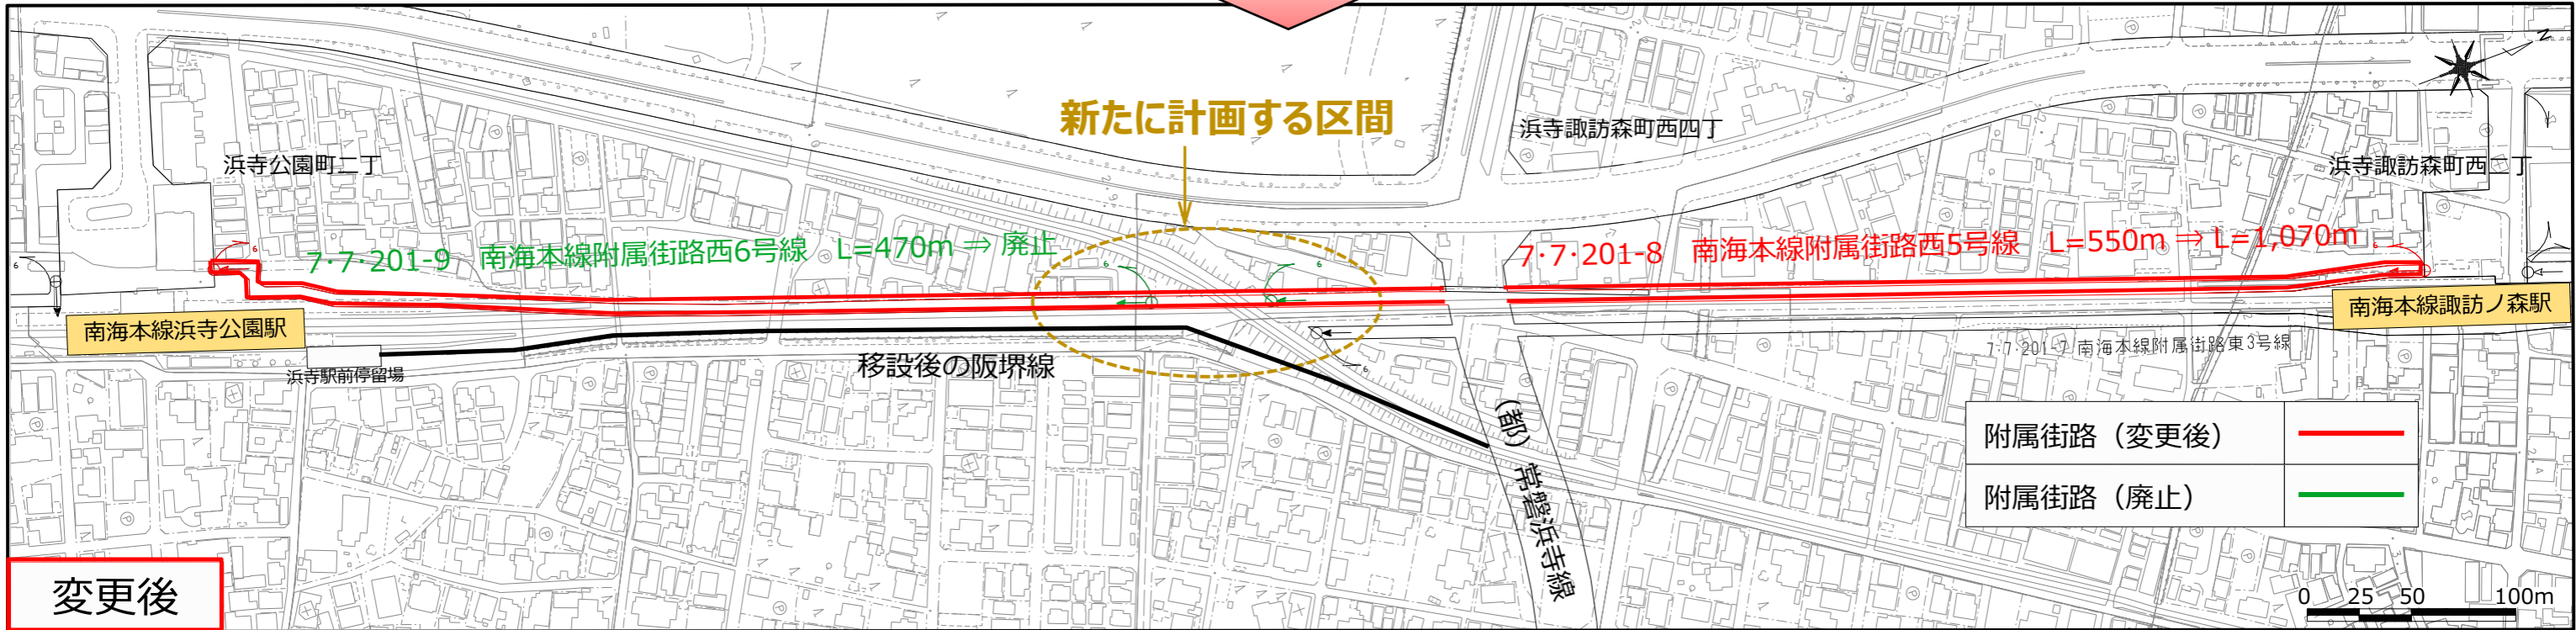 新たに計画する区間
浜寺諏訪森町西四丁
浜寺公園町二丁
浜寺諏訪森町西二丁
N
7・7・201-9 南海本線附属街路西6号線 L=470m ⇒ 廃止
7・7・201-8 南海本線附属街路西5号線 L=550m ⇒ L=1,070m
6
6
6
6
6
6
南海本線浜寺公園駅
南海本線諏訪ノ森駅
7・7・201-7 南海本線附属街路東3号線
浜寺駅前停留場
移設後の阪堺線
(都) 常磐浜寺線
附属街路（変更後）
附属街路（廃止）
変更後
0 25 50 100m